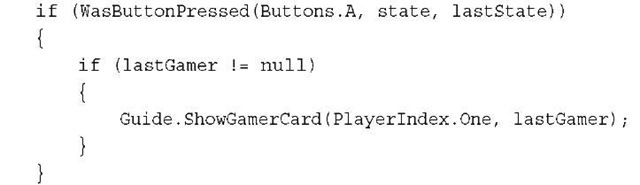 if (WasButtonPressed(Buttons.A, state, lastState))
{
    if (lastGamer != null)
    {
        Guide.ShowGamerCard(PlayerIndex.One, lastGamer);
    }
}